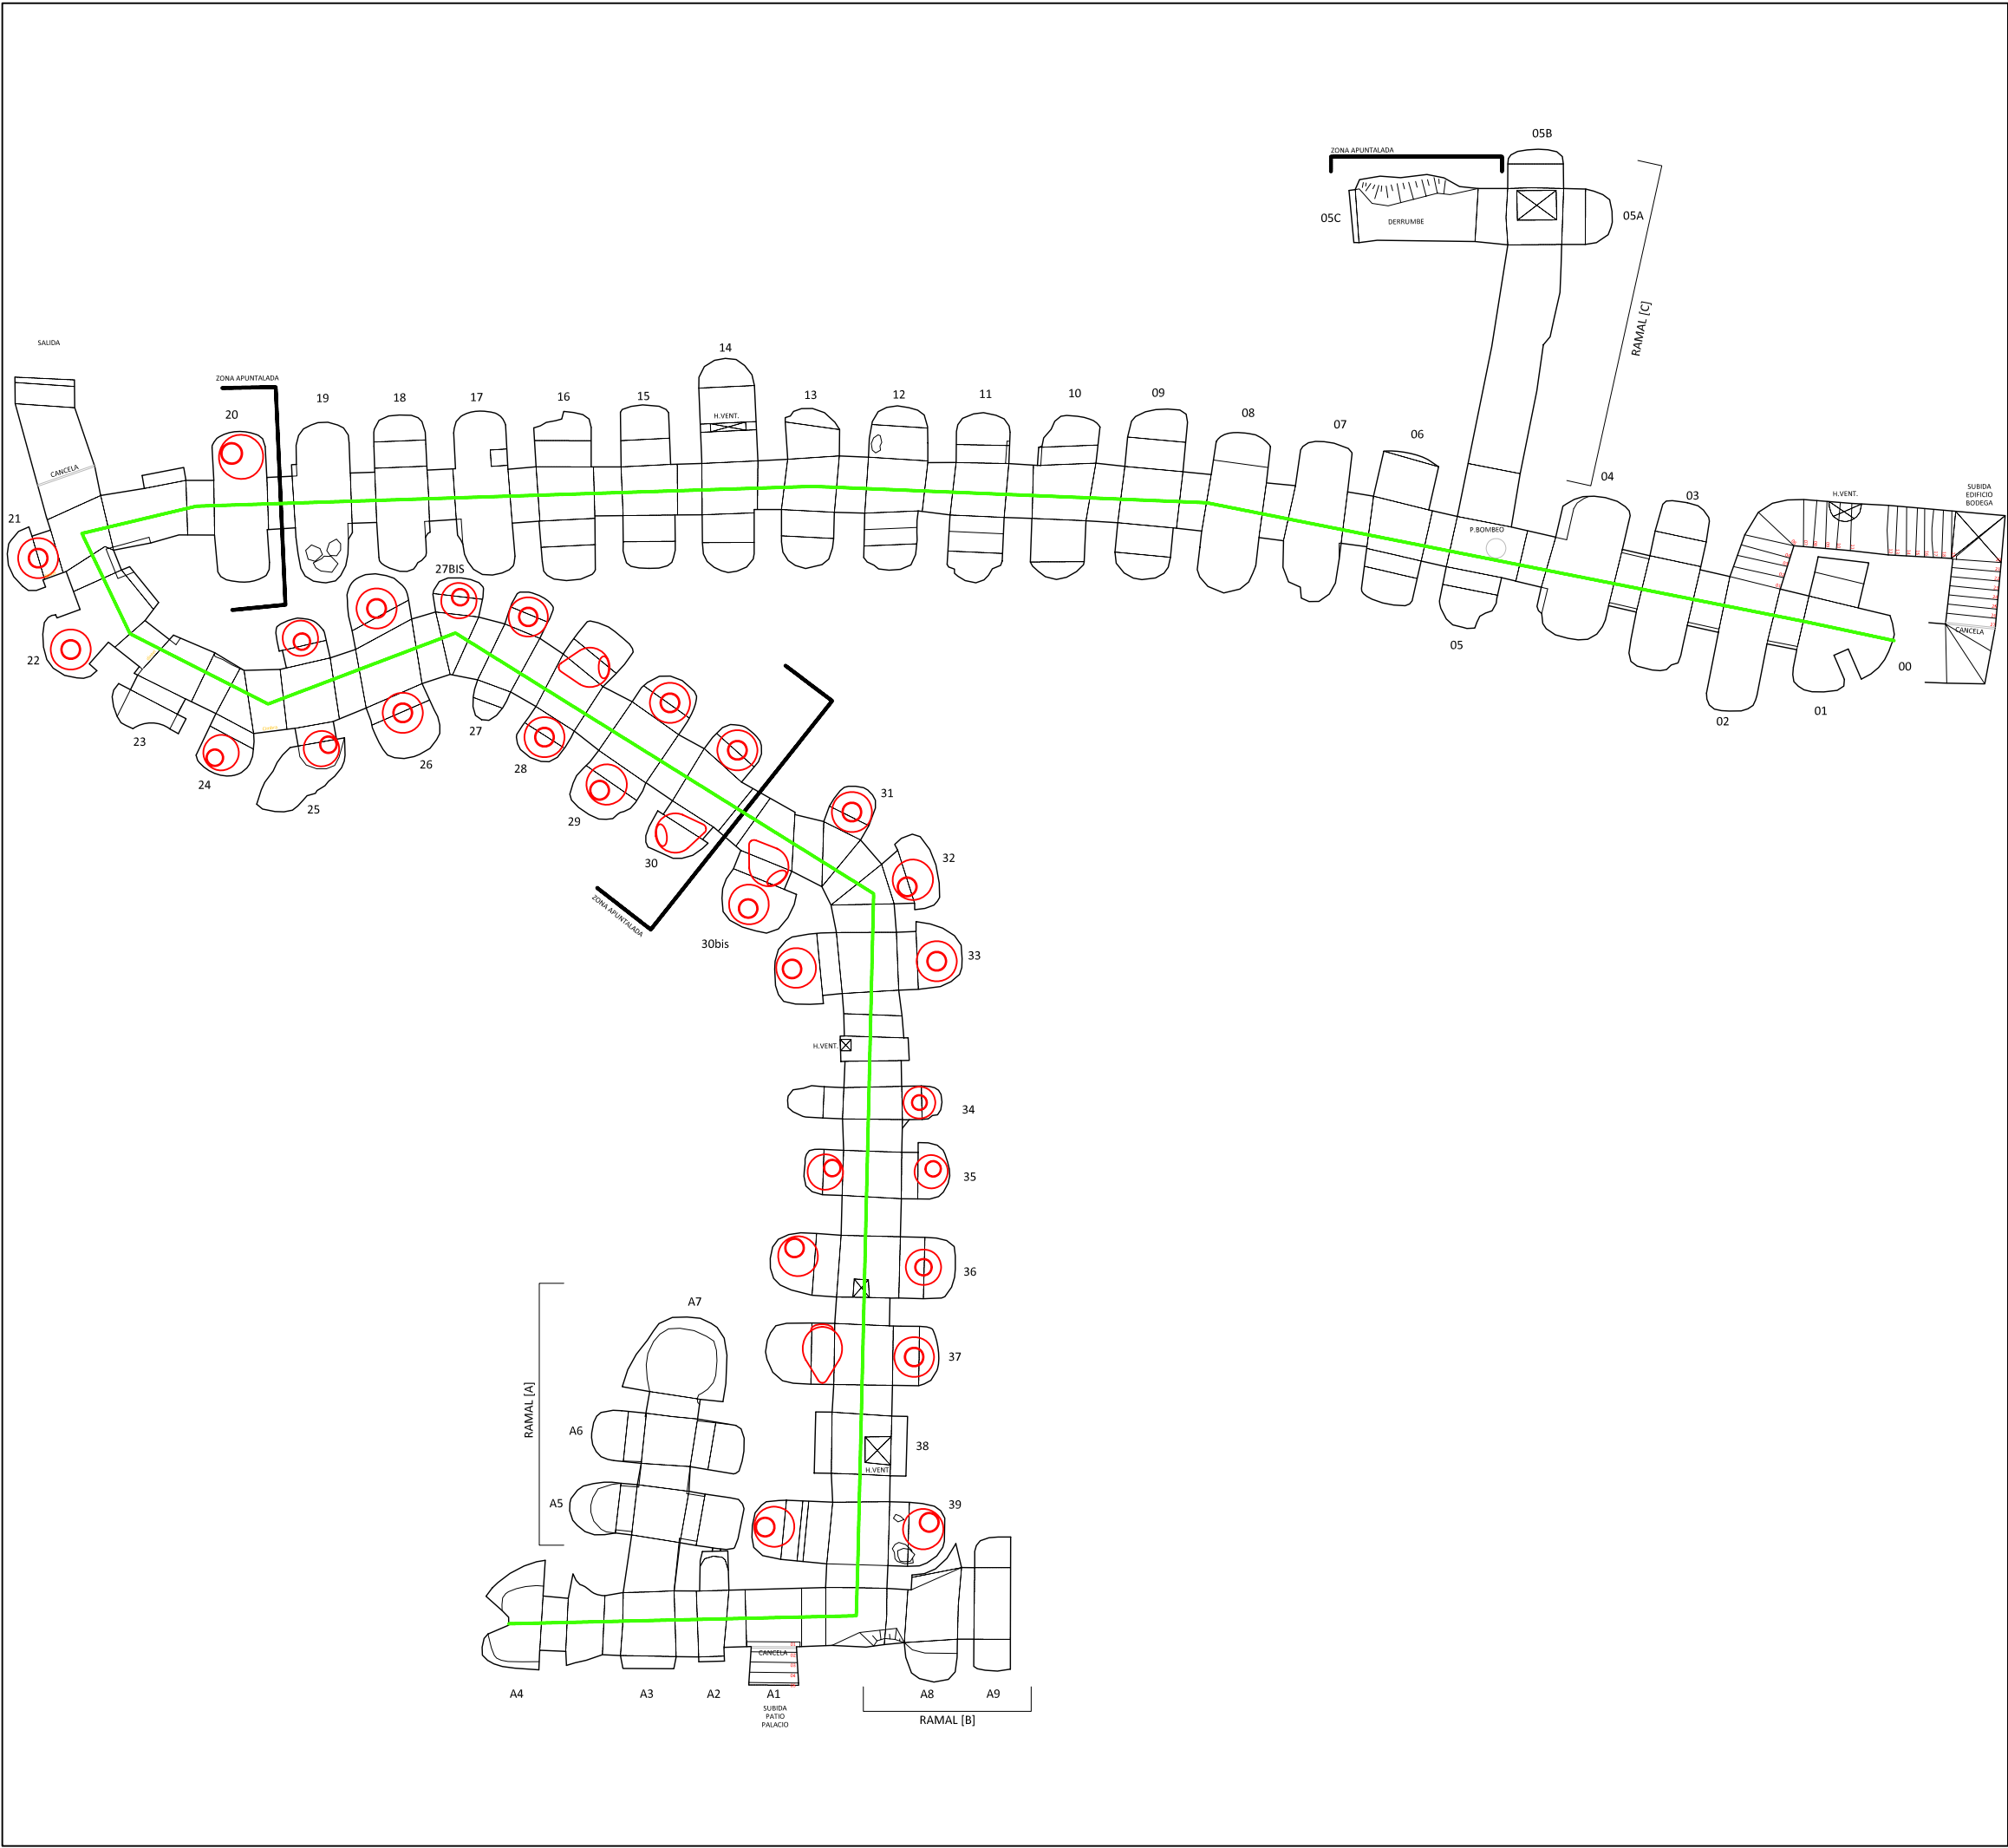 05B
ZONA APUNTALADA
05C
DERRUMBE
05A
RAMAL [C]
SALIDA
14
ZONA APUNTALADA
20
19
18
17
16
15
H.VENT.
13
12
11
10
09
08
07
06
04
03
CANCELA
H.VENT.
SUBIDA
EDIFICIO
BODEGA
21
P.BOMBEO
27BIS
CANCELA
05
00
01
02
22
23
24
25
26
27
28
29
30
ZONA APUNTALADA
30bis
31
32
33
H.VENT.
34
35
36
37
38
H.VENT.
39
RAMAL [A]
A7
A6
A5
CANCELA
A4
A3
A2
A1
A8
A9
SUBIDA
PATIO
PALACIO
RAMAL [B]